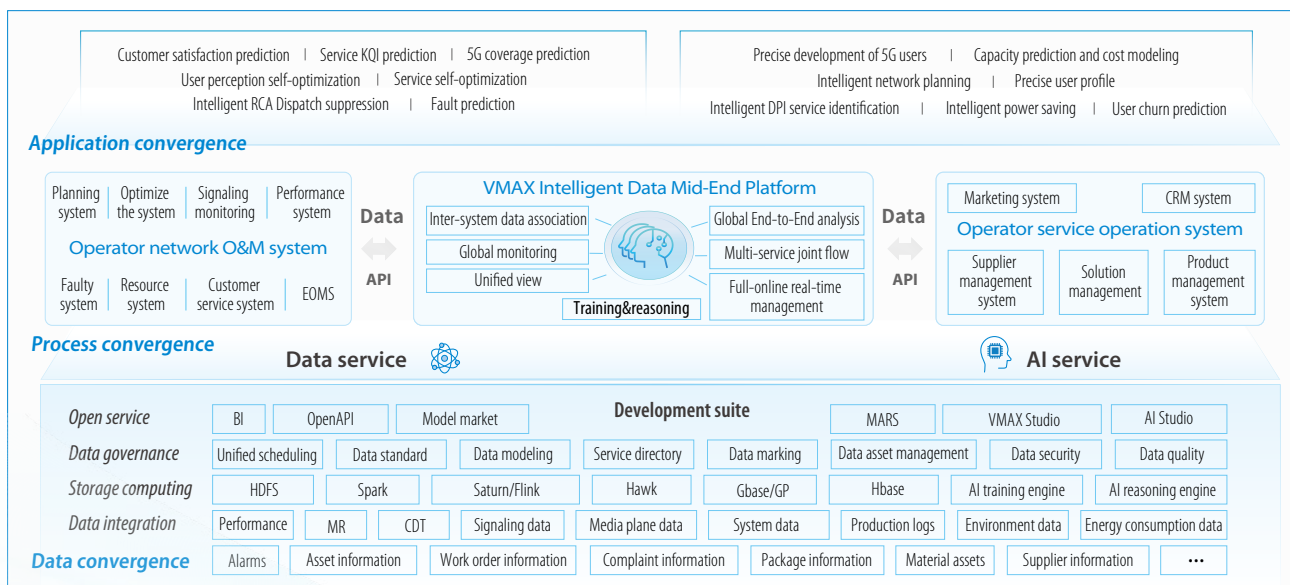 Customer satisfaction prediction | Service KQI prediction | 5G coverage prediction
User perception self-optimization | Service self-optimization
Intelligent RCA Dispatch suppression | Fault prediction
Precise development of 5G users | Capacity prediction and cost modeling
Intelligent network planning | Precise user profile
Intelligent DPI service identification | Intelligent power saving | User churn prediction
Application convergence
Planning system
Optimize the system
Signaling monitoring
Performance system
Operator network O&M system
Faulty system
Resource system
Customer service system
EOMS
Data
API
VMAX Intelligent Data Mid-End Platform
Inter-system data association
Global monitoring
Unified view
Training&reasoning
Global End-to-End analysis
Multi-service joint flow
Full-online real-time management
Data
API
Marketing system
CRM system
Operator service operation system
Supplier management system
Solution management
Product management system
Process convergence
Data service
AI service
Open service
BI
OpenAPI
Model market
Development suite
MARS
VMAX Studio
AI Studio
Data governance
Unified scheduling
Data standard
Data modeling
Service directory
Data marking
Data asset management
Data security
Data quality
Storage computing
HDFS
Spark
Saturn/Flink
Hawk
Gbase/GP
Hbase
AI training engine
AI reasoning engine
Data integration
Performance
MR
CDT
Signaling data
Media plane data
System data
Production logs
Environment data
Energy consumption data
Data convergence
Alarms
Asset information
Work order information
Complaint information
Package information
Material assets
Supplier information
...